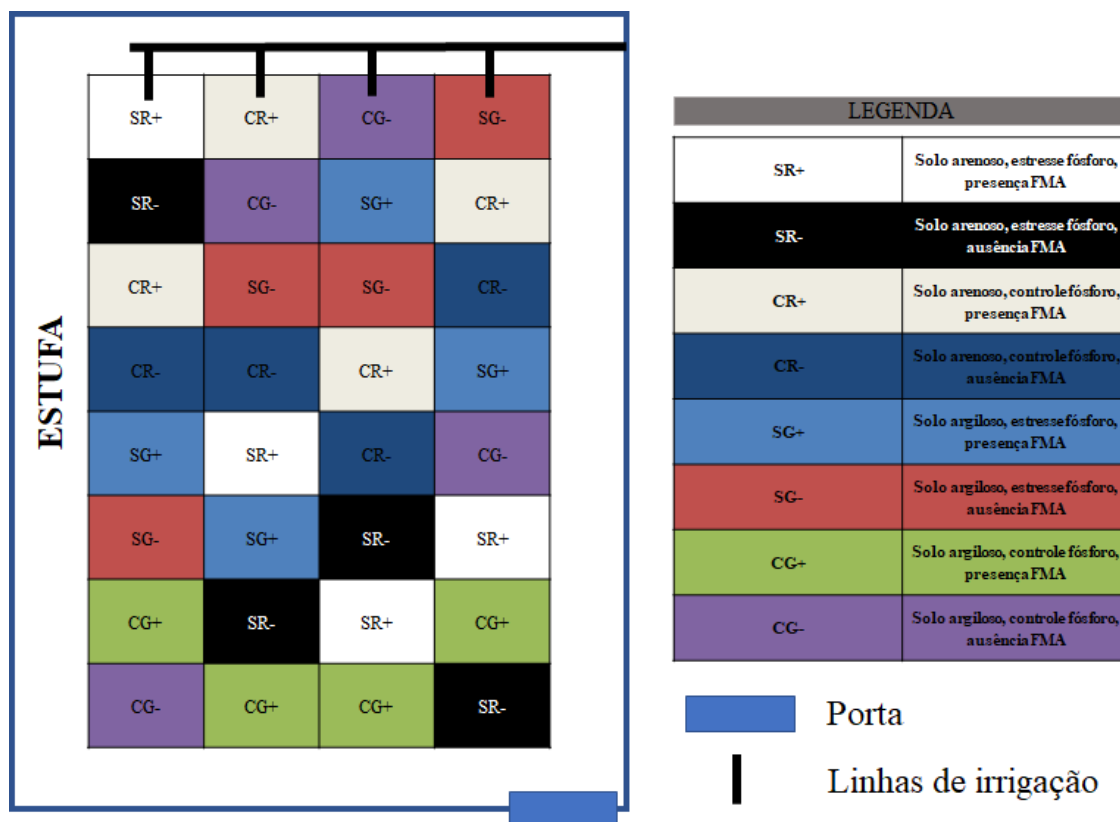 ESTUFA
SR+ CR+ CG- SG-
SR- CG- SG+ CR+
CR+ SG- SG- CR-
CR- CR- CR+ SG+
SG+ SR+ CR- CG-
SG- SG+ SR- SR+
CG+ SR- SR+ CG+
CG- CG+ CG+ SR-
LEGENDA
SR+ Solo arenoso, estresse fósforo,
presença FMA
SR- Solo arenoso, estresse fósforo,
ausência FMA
CR+ Solo arenoso, controle fósforo,
presença FMA
CR- Solo arenoso, controle fósforo,
ausência FMA
SG+ Solo argiloso, estresse fósforo,
presença FMA
SG- Solo argiloso, estresse fósforo,
ausência FMA
CG+ Solo argiloso, controle fósforo,
presença FMA
CG- Solo argiloso, controle fósforo,
ausência FMA
Porta
Linhas de irrigação